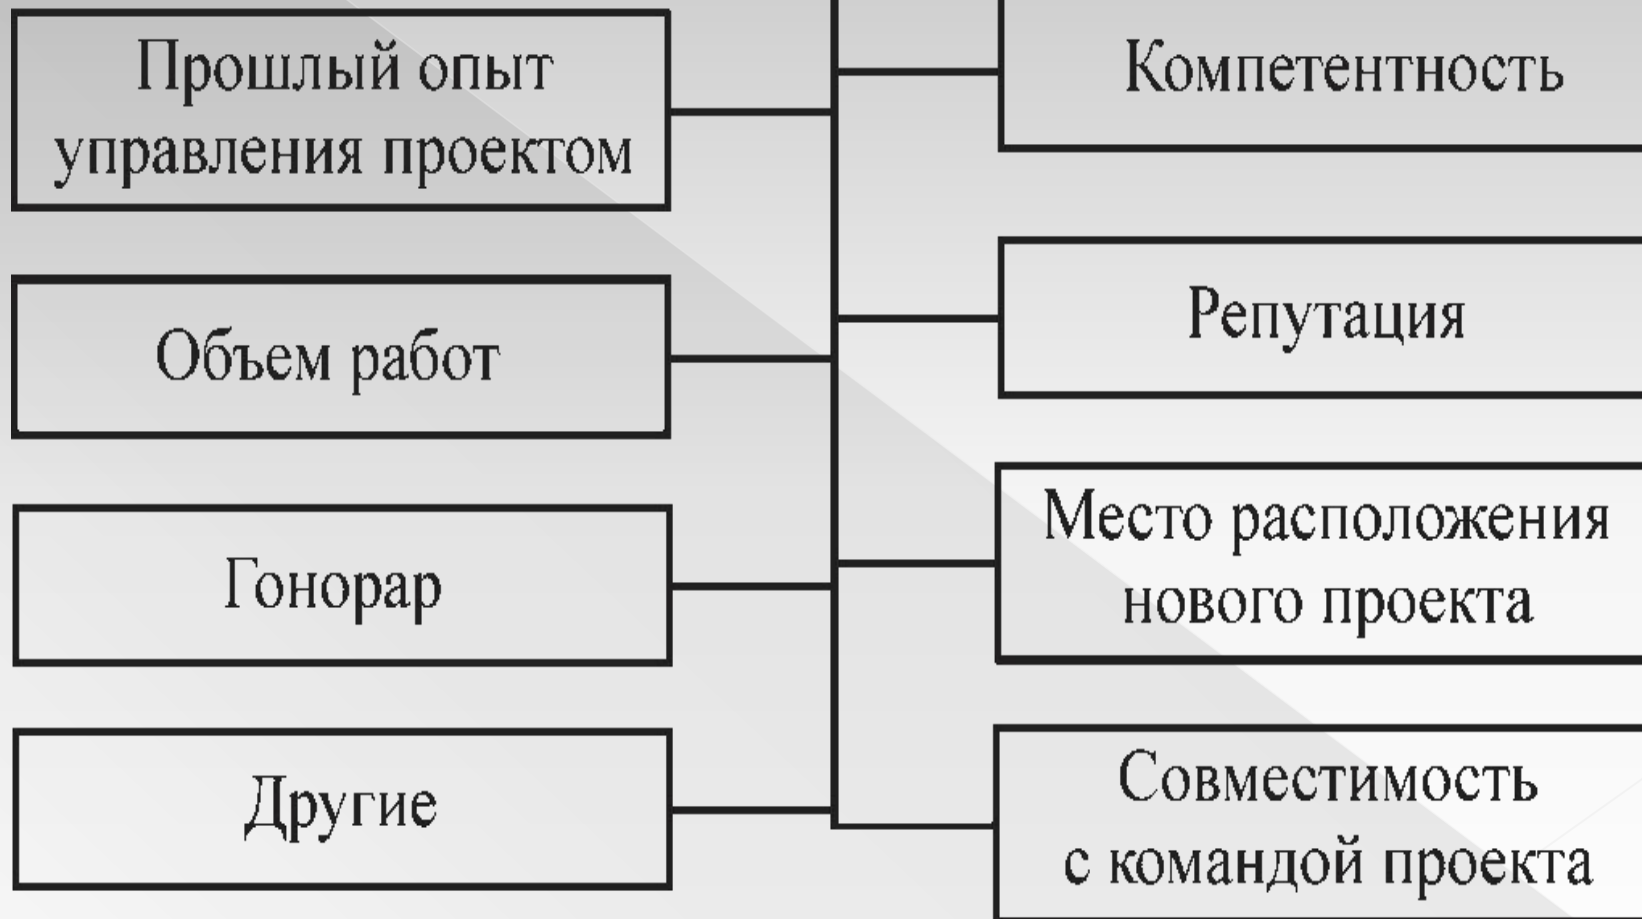 Прошлый опыт
управления проектом
Объем работ
Гонорар
Другие
Компетентность
Репутация
Место расположения
нового проекта
Совместимость
с командой проекта